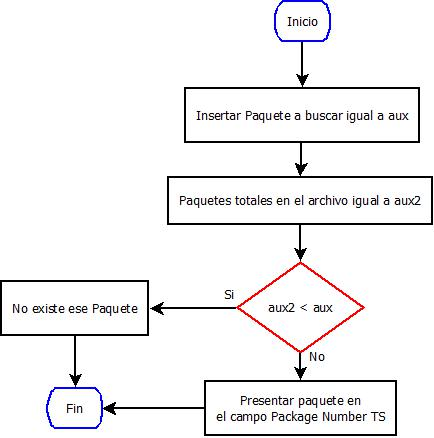 Inicio
Insertar Paquete a buscar igual a aux
Paquetes totales en el archivo igual a aux2
Si
aux2 < aux
No existe ese Paquete
No
Presentar paquete en
el campo Package Number TS
Fin